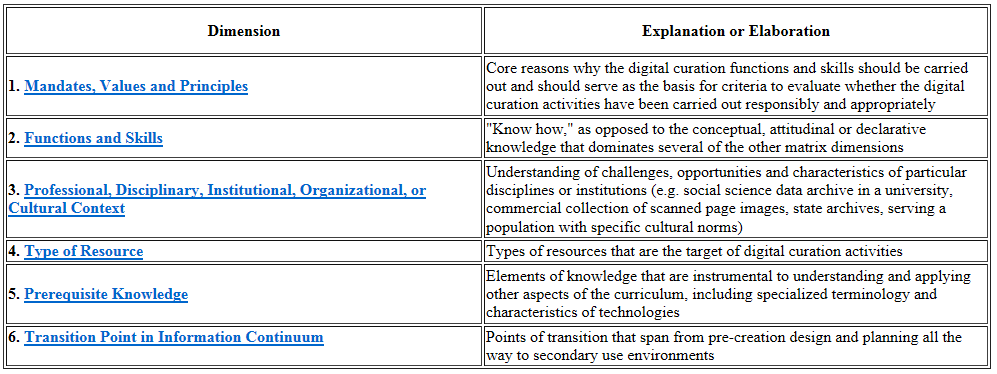 Dimension
Explanation or Elaboration
1. Mandates, Values and Principles
Core reasons why the digital curation functions and skills should be carried
out and should serve as the basis for criteria to evaluate whether the digital
curation activities have been carried out responsibly and appropriately
2. Functions and Skills
"Know how," as opposed to the conceptual, attitudinal or declarative
knowledge that dominates several of the other matrix dimensions
3. Professional, Disciplinary, Institutional, Organizational, or
Cultural Context
Understanding of challenges, opportunities and characteristics of particular
disciplines or institutions (e.g. social science data archive in a university,
commercial collection of scanned page images, state archives, serving a
population with specific cultural norms)
4. Type of Resource
Types of resources that are the target of digital curation activities
5. Prerequisite Knowledge
Elements of knowledge that are instrumental to understanding and applying
other aspects of the curriculum, including specialized terminology and
characteristics of technologies
6. Transition Point in Information Continuum
Points of transition that span from pre-creation design and planning all the
way to secondary use environments